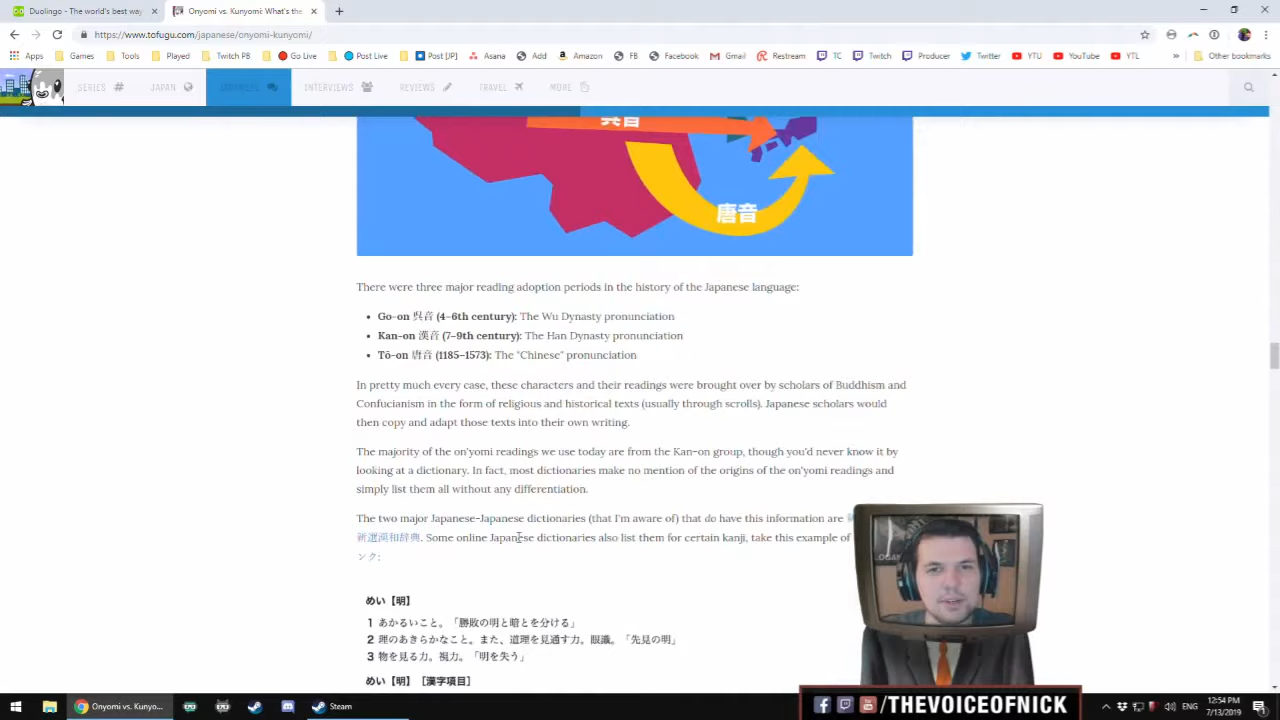 Duolingo - The world's best way
Onyomi vs. Kunyomi: What's the
https://www.tofugu.com/japanese/onyomi-kunyomi/
Apps Games Tools Played Twitch PB Go Live Post Live Post [JP] Asana Add Amazon FB Facebook Gmail Restream TC Twitch Producer Twitter YTU YouTube YTL » Other bookmarks
SERIES JAPAN JAPANESE INTERVIEWS REVIEWS TRAVEL MORE
呉音
唐音
There were three major reading adoption periods in the history of the Japanese language:
• Go-on 呉音 (4-6th century): The Wu Dynasty pronunciation
• Kan-on 漢音 (7-9th century): The Han Dynasty pronunciation
• Tō-on 唐音 (1185-1573): The "Chinese" pronunciation
In pretty much every case, these characters and their readings were brought over by scholars of Buddhism and
Confucianism in the form of religious and historical texts (usually through scrolls). Japanese scholars would
then copy and adapt those texts into their own writing.
The majority of the on'yomi readings we use today are from the Kan-on group, though you'd never know it by
looking at a dictionary. In fact, most dictionaries make no mention of the origins of the on'yomi readings and
simply list them all without any differentiation.
The two major Japanese-Japanese dictionaries (that I'm aware of) that do have this information are
新選漢和辞典. Some online Japanese dictionaries also list them for certain kanji, take this example of
ンク:
めい【明】
1 あかるいこと。「勝敗の明と暗とを分ける」
2 理のあきらかなこと。また、道理を見通す力。眼識。「先見の明」
3 物を見る力。視力。「明を失う」
めい【明】［漢字項目］
/THEVOICEOFNICK
Onyomi vs. Kunyo... Steam
ENG 12:54 PM
7/13/2019